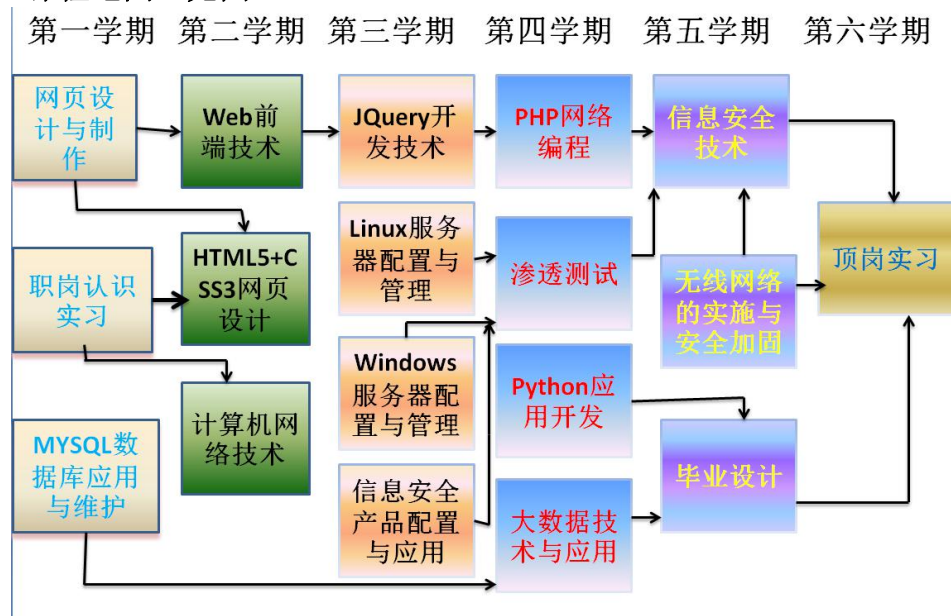 第一学期 第二学期 第三学期 第四学期 第五学期 第六学期
网页设
计与制
作
Web前
端技术
JQuery开
发技术
PHP网络
编程
信息安全
技术
职岗认识
实习
HTML5+C
SS3网页
设计
Linux服务
器配置与
管理
渗透测试
无线网络
的实施与
安全加固
顶岗实习
MYSQL数
据库应用
与维护
计算机网
络技术
Windows
服务器配
置与管理
Python应
用开发
毕业设计
信息安全
产品配置
与应用
大数据技
术与应用